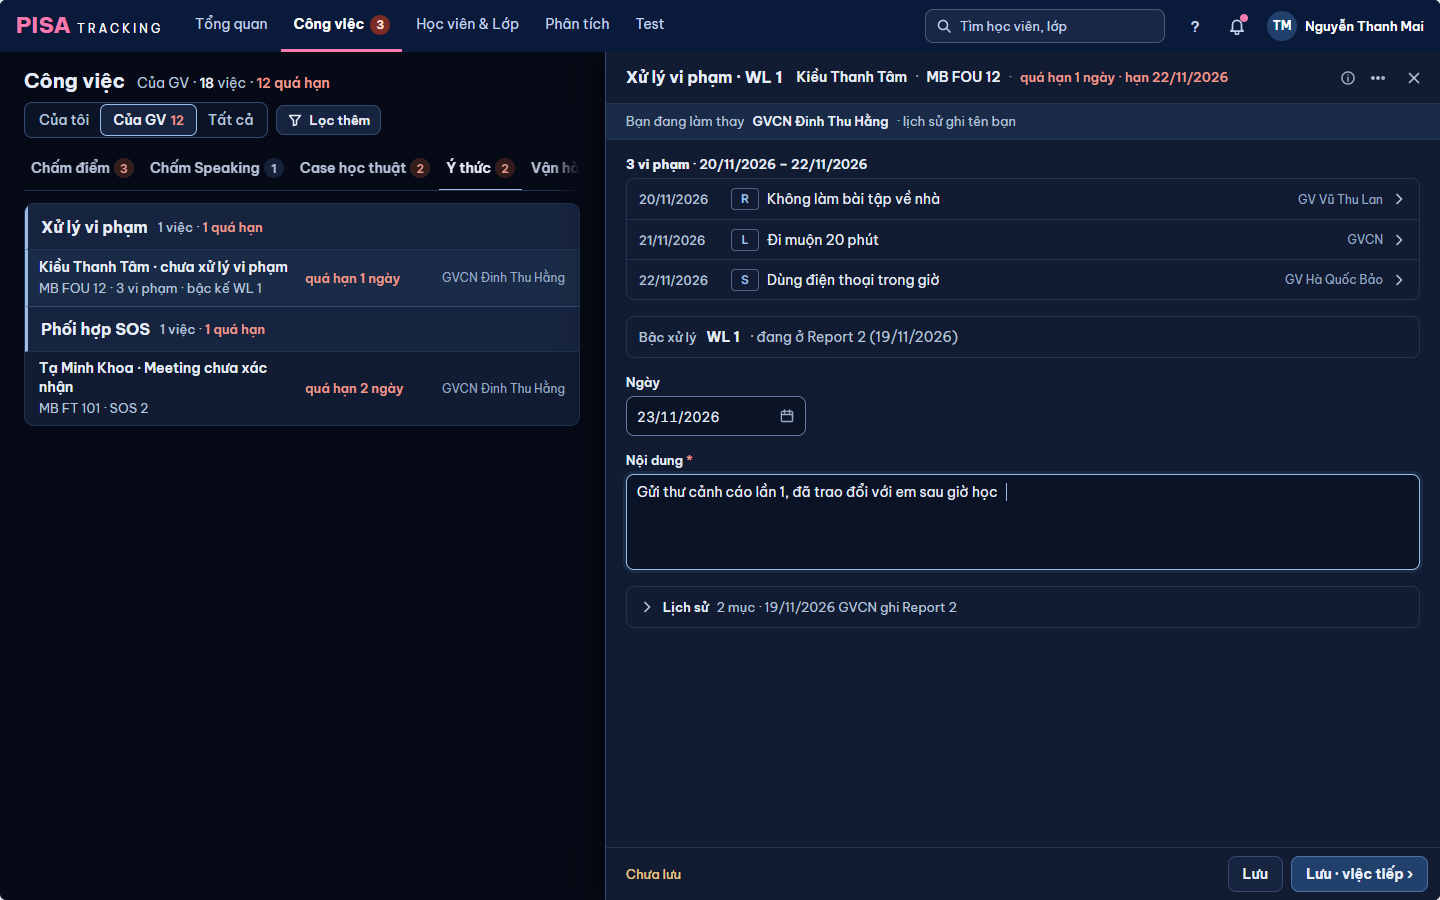 PISA TRACKING
Tổng quan
Công việc 3
Học viên & Lớp
Phân tích
Test
Tìm học viên, lớp
?
TM Nguyễn Thanh Mai
Công việc Của GV · 18 việc · 12 quá hạn
Của tôi
Của GV 12
Tất cả
Lọc thêm
Chấm điểm 3
Chấm Speaking 1
Case học thuật 2
Ý thức 2
Vận hà
Xử lý vi phạm 1 việc · 1 quá hạn
Kiều Thanh Tâm · chưa xử lý vi phạm
MB FOU 12 · 3 vi phạm · bậc kế WL 1
quá hạn 1 ngày
GVCN Đinh Thu Hằng
Phối hợp SOS 1 việc · 1 quá hạn
Tạ Minh Khoa · Meeting chưa xác
nhận
MB FT 101 · SOS 2
quá hạn 2 ngày
GVCN Đinh Thu Hằng
Xử lý vi phạm · WL 1 Kiều Thanh Tâm · MB FOU 12 · quá hạn 1 ngày · hạn 22/11/2026
Bạn đang làm thay GVCN Đinh Thu Hằng · lịch sử ghi tên bạn
3 vi phạm · 20/11/2026 – 22/11/2026
20/11/2026 R Không làm bài tập về nhà GV Vũ Thu Lan
21/11/2026 L Đi muộn 20 phút GVCN
22/11/2026 S Dùng điện thoại trong giờ GV Hà Quốc Bảo
Bậc xử lý WL 1 · đang ở Report 2 (19/11/2026)
Ngày
23/11/2026
Nội dung *
Gửi thư cảnh cáo lần 1, đã trao đổi với em sau giờ học
Lịch sử 2 mục · 19/11/2026 GVCN ghi Report 2
Chưa lưu
Lưu
Lưu · việc tiếp ›